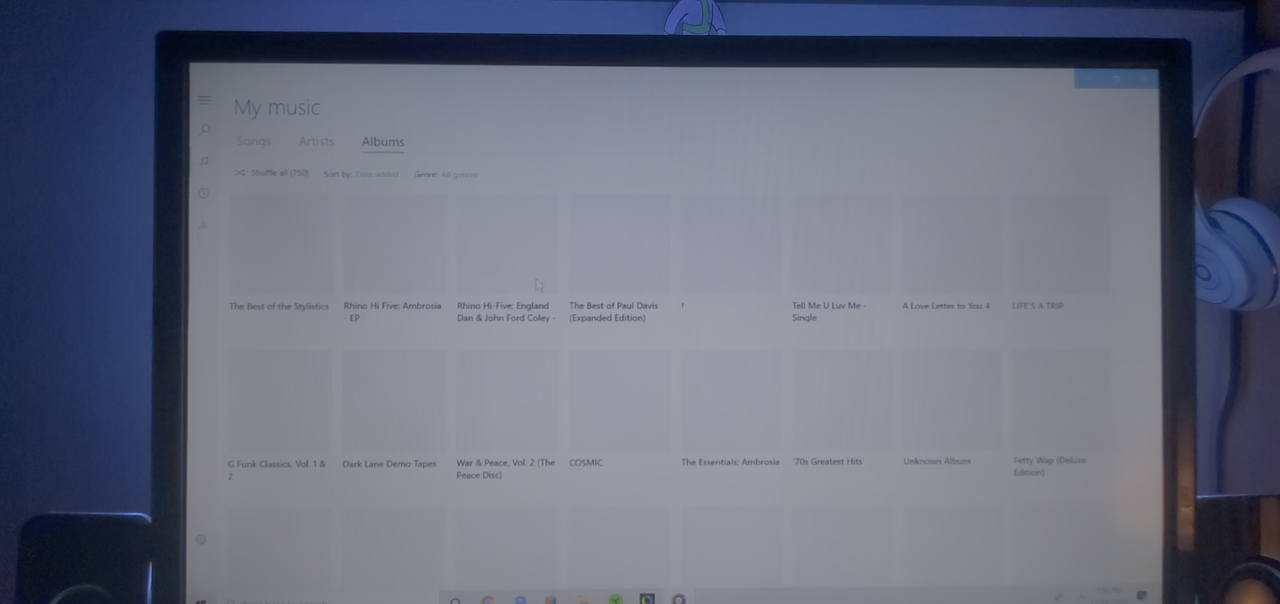 My music
Songs Artists Albums
Shuffle all (750) Sort by: Date added Genre: All genres
The Best of the Stylistics
Rhino Hi Five: Ambrosia
- EP
Rhino Hi-Five: England
Dan & John Ford Coley -
The Best of Paul Davis
(Expanded Edition)
!
Tell Me U Luv Me -
Single
A Love Letter to You 4
LIFE'S A TRIP
G Funk Classics, Vol. 1 &
2
Dark Lane Demo Tapes
War & Peace, Vol. 2 (The
Peace Disc)
COSMIC
The Essentials: Ambrosia
'70s Greatest Hits
Unknown Album
Fetty Wap (Deluxe
Edition)